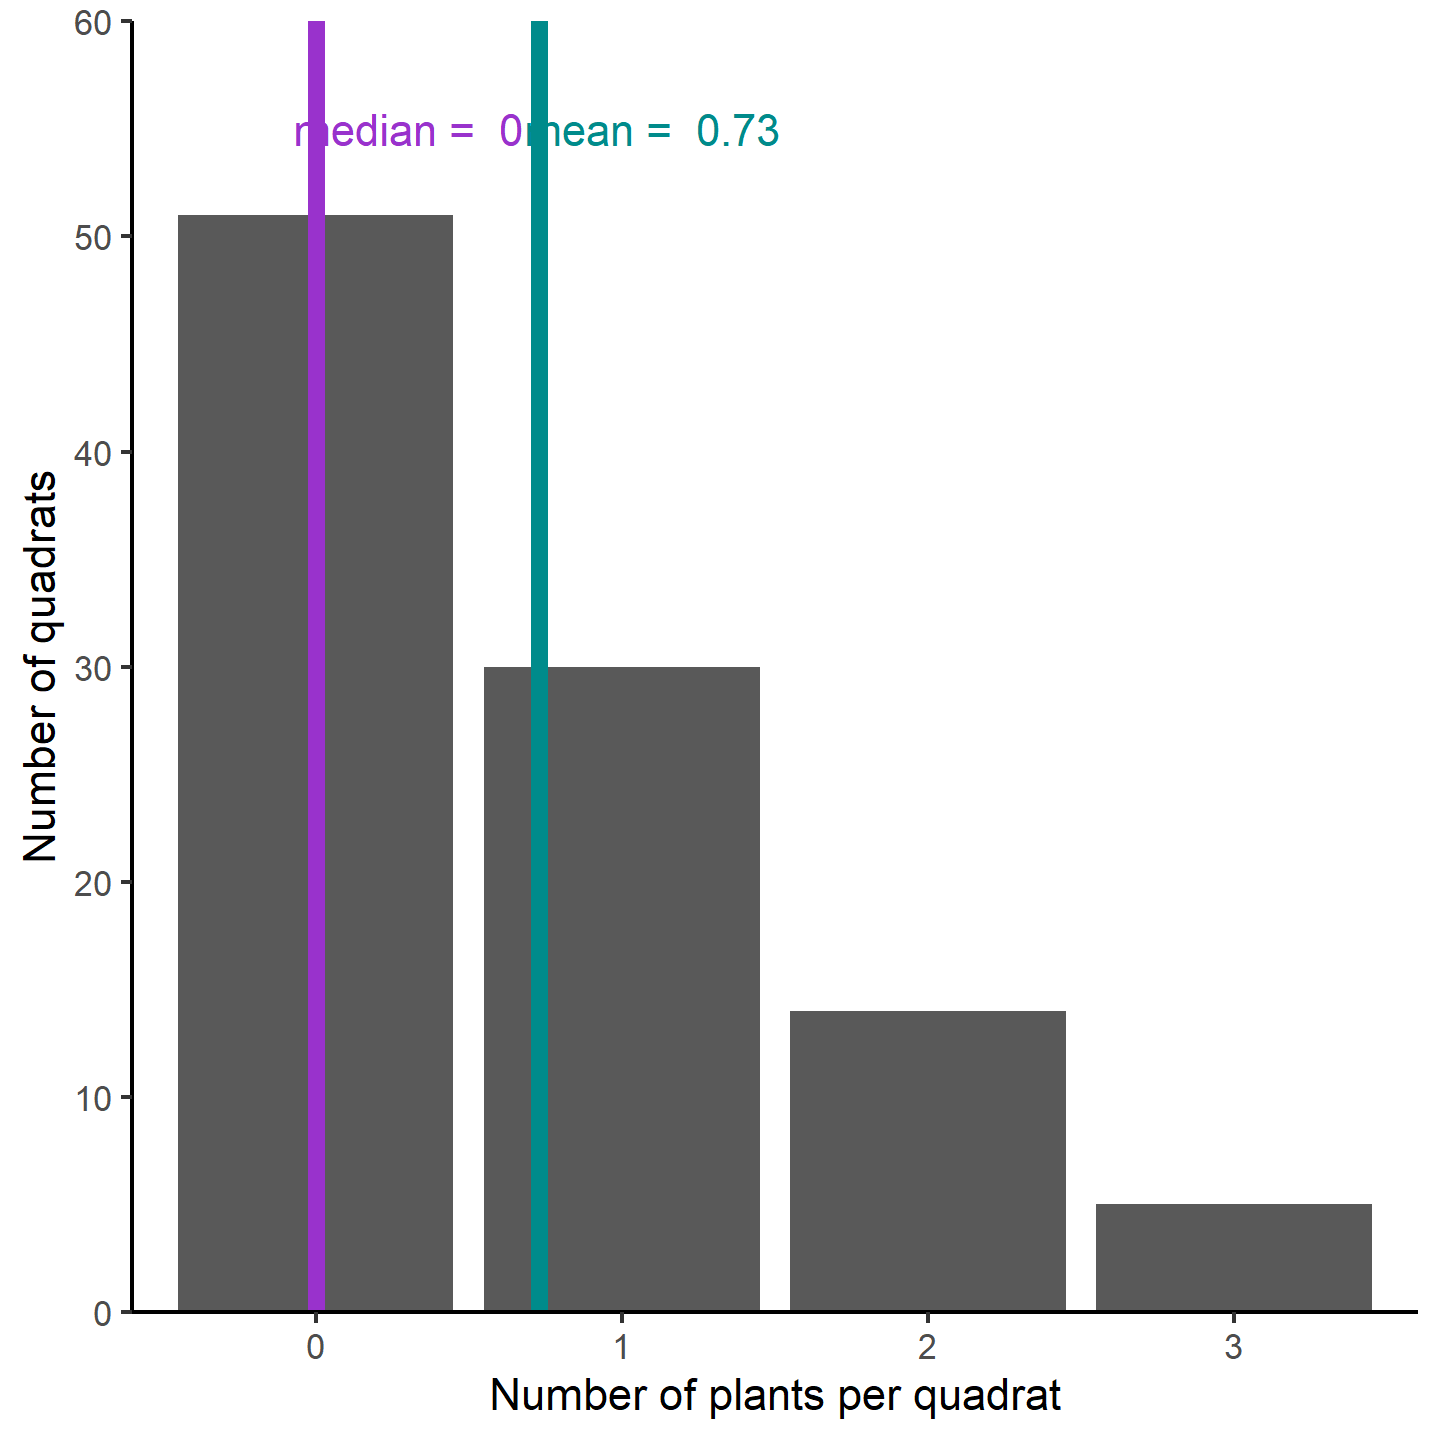 60
median =  0
mean =  0.73
50
40
30
20
10
0
Number of quadrats
0 1 2 3
Number of plants per quadrat